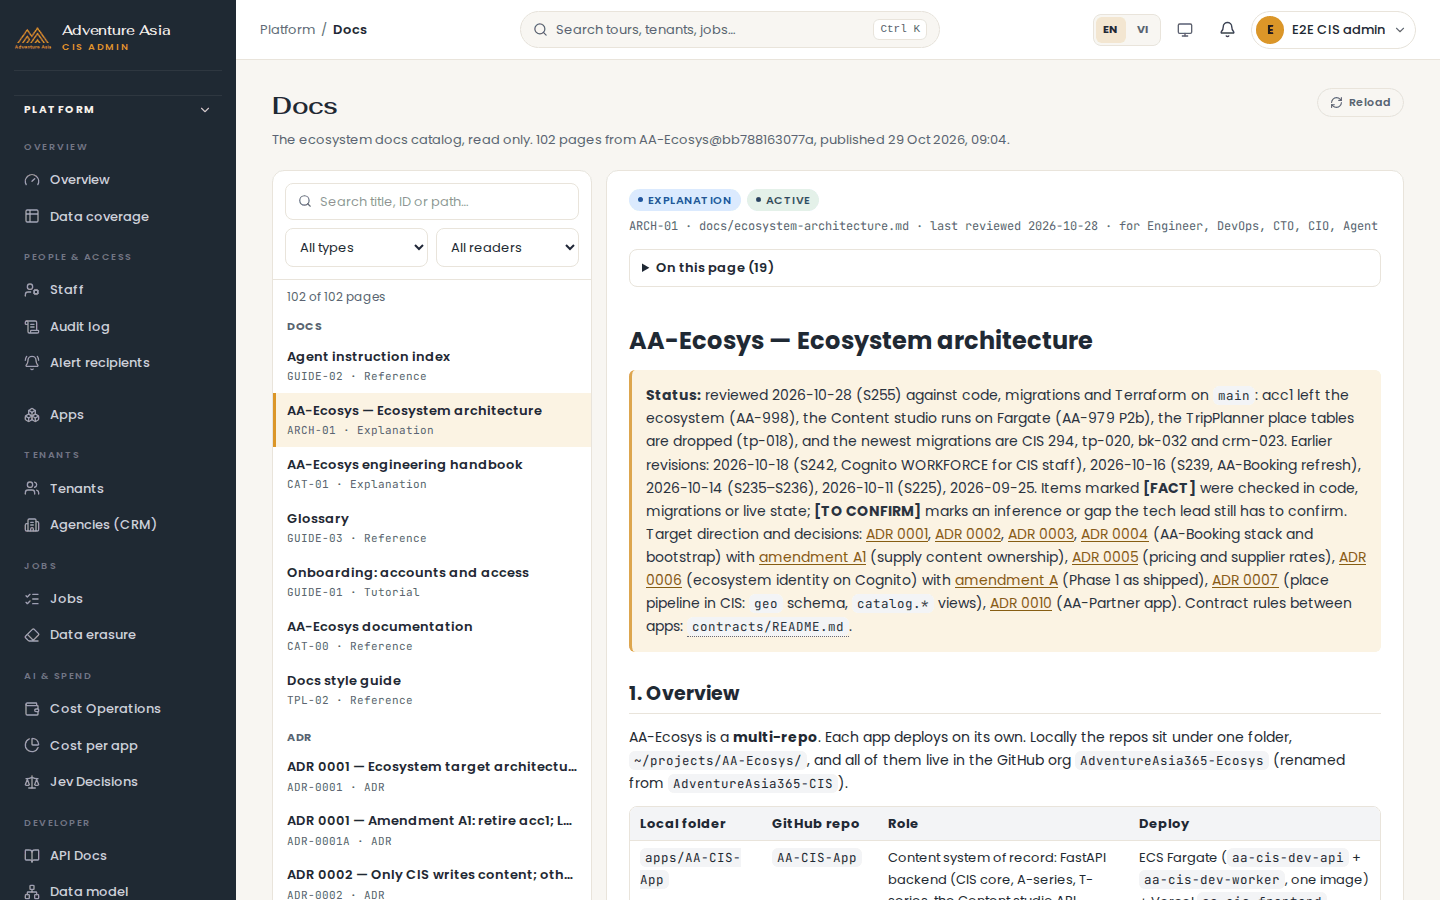 Adventure Asia
CIS ADMIN
Adventure Asia
Platform / Docs
Search tours, tenants, jobs...
Ctrl K
EN
VI
E
E2E CIS admin
PLATFORM
OVERVIEW
Overview
Data coverage
PEOPLE & ACCESS
Staff
Audit log
Alert recipients
Apps
TENANTS
Tenants
Agencies (CRM)
JOBS
Jobs
Data erasure
AI & SPEND
Cost Operations
Cost per app
Jev Decisions
DEVELOPER
API Docs
Data model
Docs
Reload
The ecosystem docs catalog, read only. 102 pages from AA-Ecosys@bb788163077a, published 29 Oct 2026, 09:04.
Search title, ID or path...
All types
All readers
102 of 102 pages
DOCS
Agent instruction index
GUIDE-02 · Reference
AA-Ecosys — Ecosystem architecture
ARCH-01 · Explanation
AA-Ecosys engineering handbook
CAT-01 · Explanation
Glossary
GUIDE-03 · Reference
Onboarding: accounts and access
GUIDE-01 · Tutorial
AA-Ecosys documentation
CAT-00 · Reference
Docs style guide
TPL-02 · Reference
ADR
ADR 0001 — Ecosystem target architectu...
ADR-0001 · ADR
ADR 0001 — Amendment A1: retire acc1; L...
ADR-0001A · ADR
ADR 0002 — Only CIS writes content; oth...
ADR-0002 · ADR
EXPLANATION
ACTIVE
ARCH-01 · docs/ecosystem-architecture.md · last reviewed 2026-10-28 · for Engineer, DevOps, CTO, CIO, Agent
On this page (19)
AA-Ecosys — Ecosystem architecture
Status: reviewed 2026-10-28 (S255) against code, migrations and Terraform on main : acc1 left the
ecosystem (AA-998), the Content studio runs on Fargate (AA-979 P2b), the TripPlanner place tables
are dropped (tp-018), and the newest migrations are CIS 294, tp-020, bk-032 and crm-023. Earlier
revisions: 2026-10-18 (S242, Cognito WORKFORCE for CIS staff), 2026-10-16 (S239, AA-Booking refresh),
2026-10-14 (S235–S236), 2026-10-11 (S225), 2026-09-25. Items marked [FACT] were checked in code,
migrations or live state; [TO CONFIRM] marks an inference or gap the tech lead still has to confirm.
Target direction and decisions: ADR 0001, ADR 0002, ADR 0003, ADR 0004 (AA-Booking stack and
bootstrap) with amendment A1 (supply content ownership), ADR 0005 (pricing and supplier rates), ADR
0006 (ecosystem identity on Cognito) with amendment A (Phase 1 as shipped), ADR 0007 (place
pipeline in CIS: geo schema, catalog.* views), ADR 0010 (AA-Partner app). Contract rules between
apps: contracts/README.md .
1. Overview
AA-Ecosys is a multi-repo. Each app deploys on its own. Locally the repos sit under one folder,
~/projects/AA-Ecosys/ , and all of them live in the GitHub org AdventureAsia365-Ecosys (renamed
from AdventureAsia365-CIS ).
Local folder
GitHub repo
Role
Deploy
apps/AA-CIS-
App
AA-CIS-App
Content system of record: FastAPI
backend (CIS core, A-series, T-
series, the Content studio API
ECS Fargate ( aa-cis-dev-api +
aa-cis-dev-worker , one image)
+ Vercel aa-cis-frontend